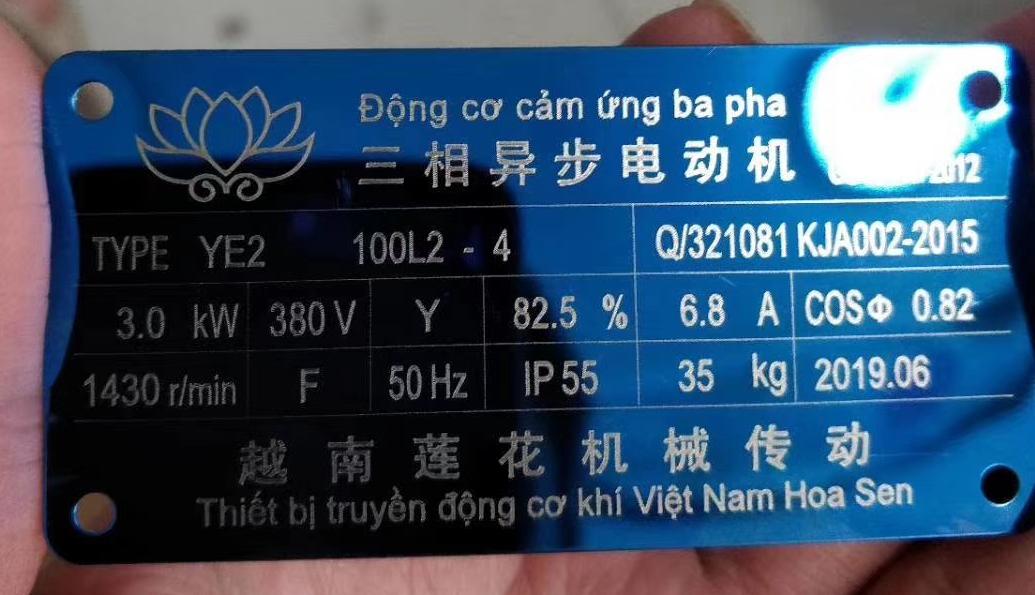 Động cơ cảm ứng ba pha
三相异步电动机
2012
TYPE YE2 100L2 - 4 Q/321081 KJA002-2015
3.0 kW 380 V Y 82.5 % 6.8 A COSΦ 0.82
1430 r/min F 50 Hz IP 55 35 kg 2019.06
越南莲花机械传动
Thiết bị truyền động cơ khí Việt Nam Hoa Sen